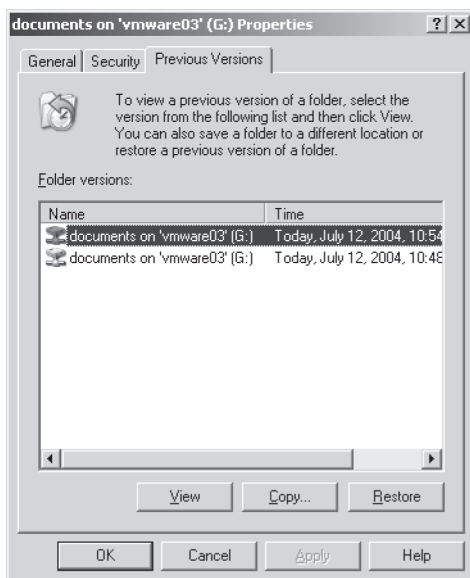 documents on 'vmware03' (G:) Properties
General Security Previous Versions
To view a previous version of a folder, select the
version from the following list and then click View.
You can also save a folder to a different location or
restore a previous version of a folder.
Folder versions:
Name Time
documents on 'vmware03' (G:) Today, July 12, 2004, 10:54
documents on 'vmware03' (G:) Today, July 12, 2004, 10:48
View Copy... Restore
OK Cancel Apply Help